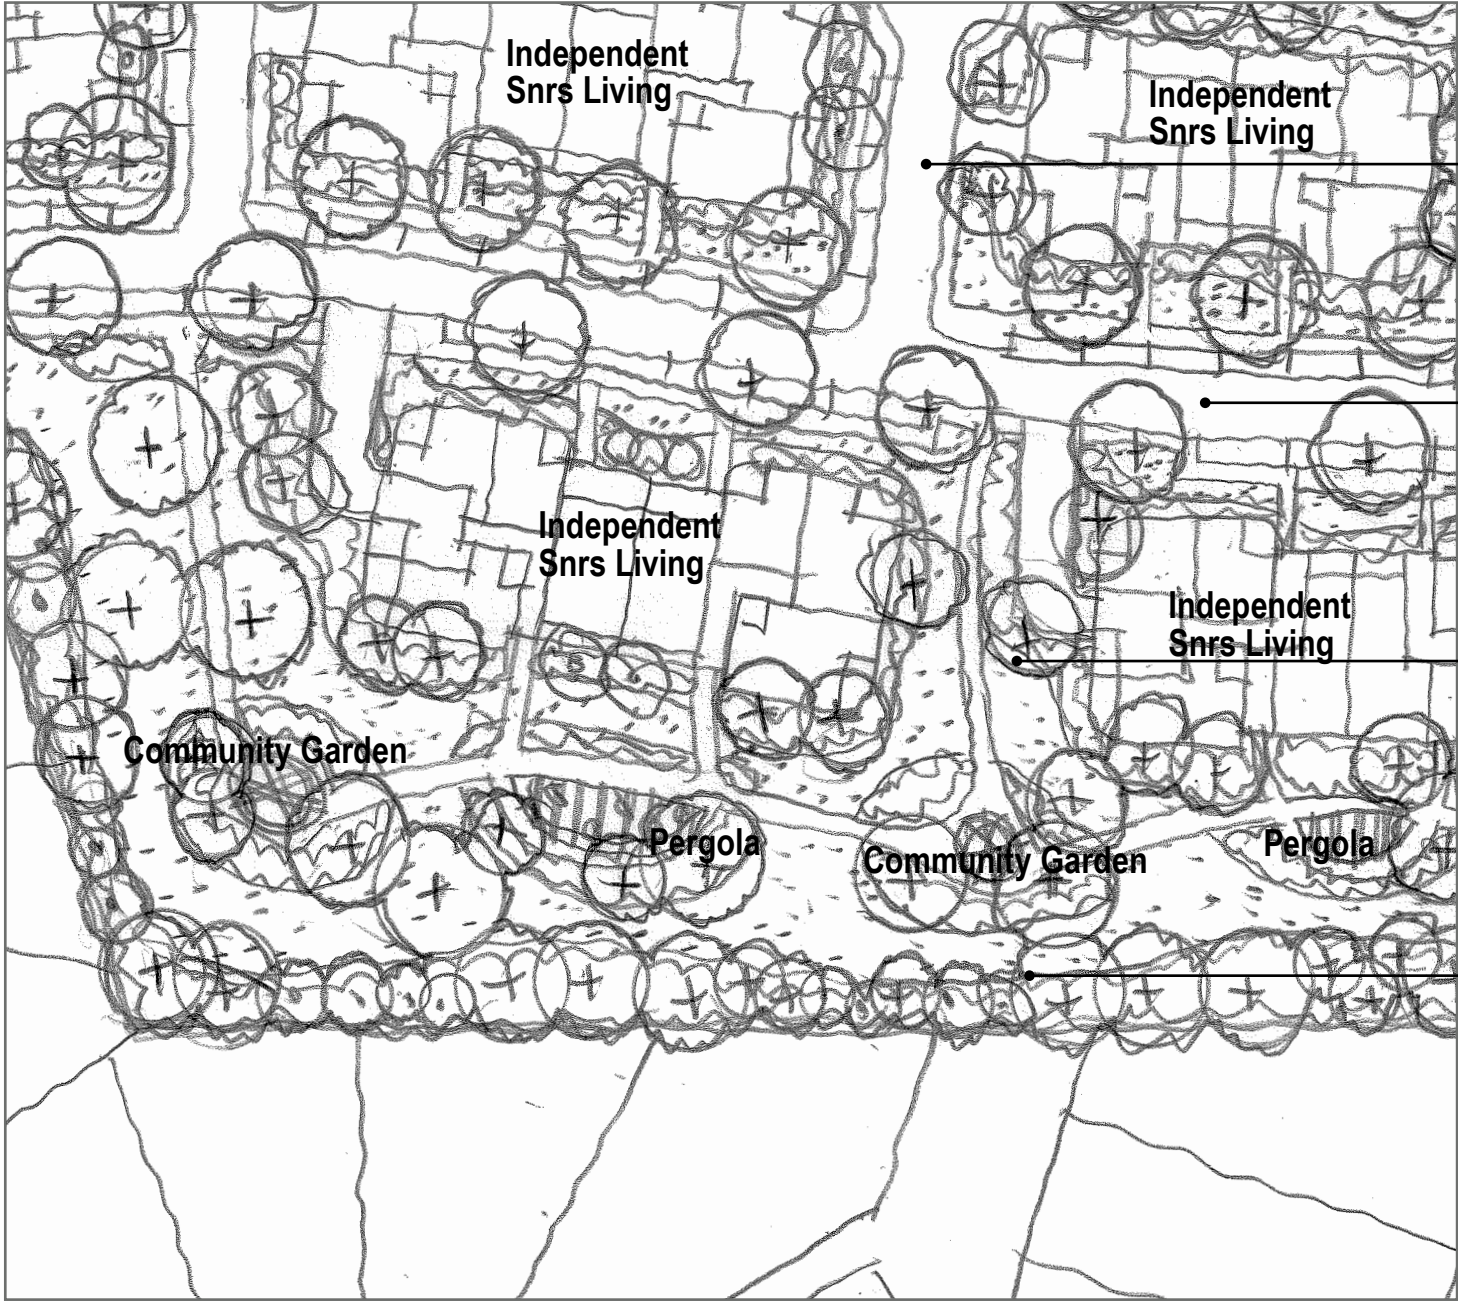 Independent
Snrs Living
Independent
Snrs Living
Independent
Snrs Living
Independent
Snrs Living
Community Garden
Pergola
Community Garden
Pergola